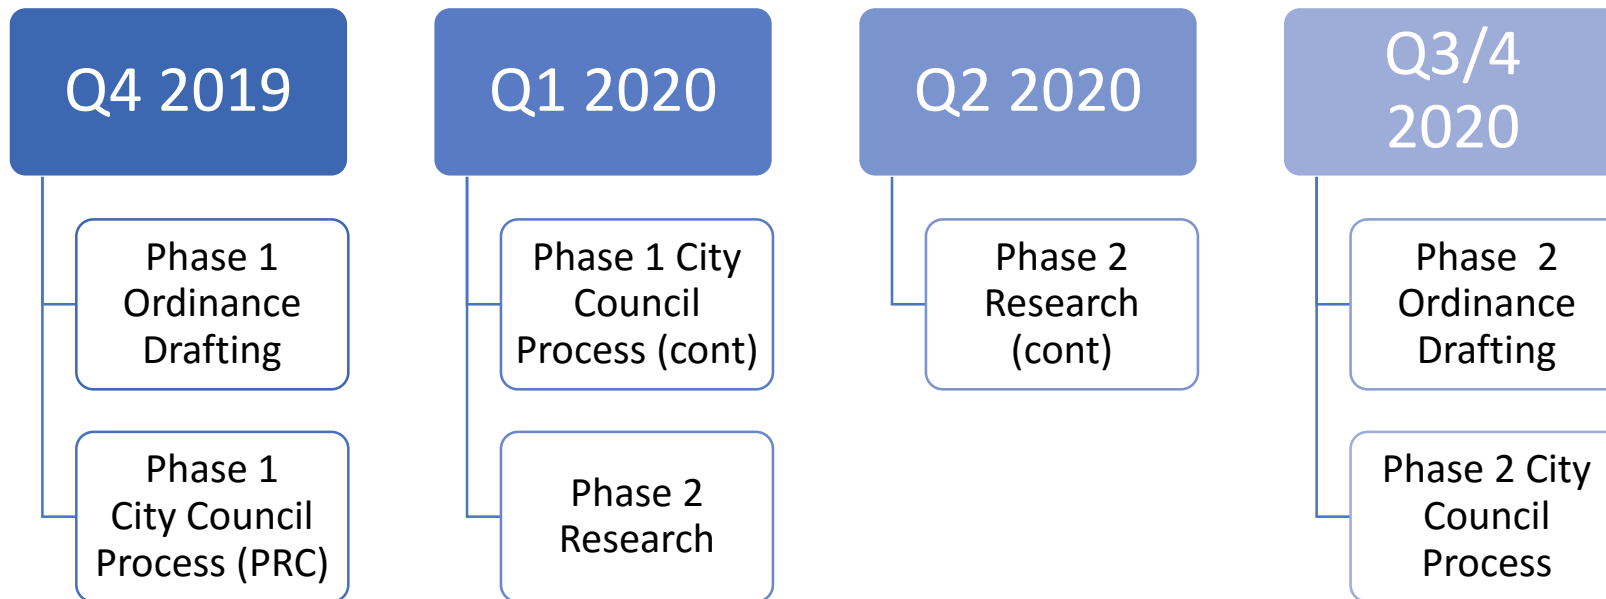 Q4 2019
Phase 1
Ordinance
Drafting
Phase 1
City Council
Process (PRC)
Q1 2020
Phase 1 City
Council
Process (cont)
Phase 2
Research
Q2 2020
Phase 2
Research
(cont)
Q3/4
2020
Phase  2
Ordinance
Drafting
Phase 2 City
Council
Process